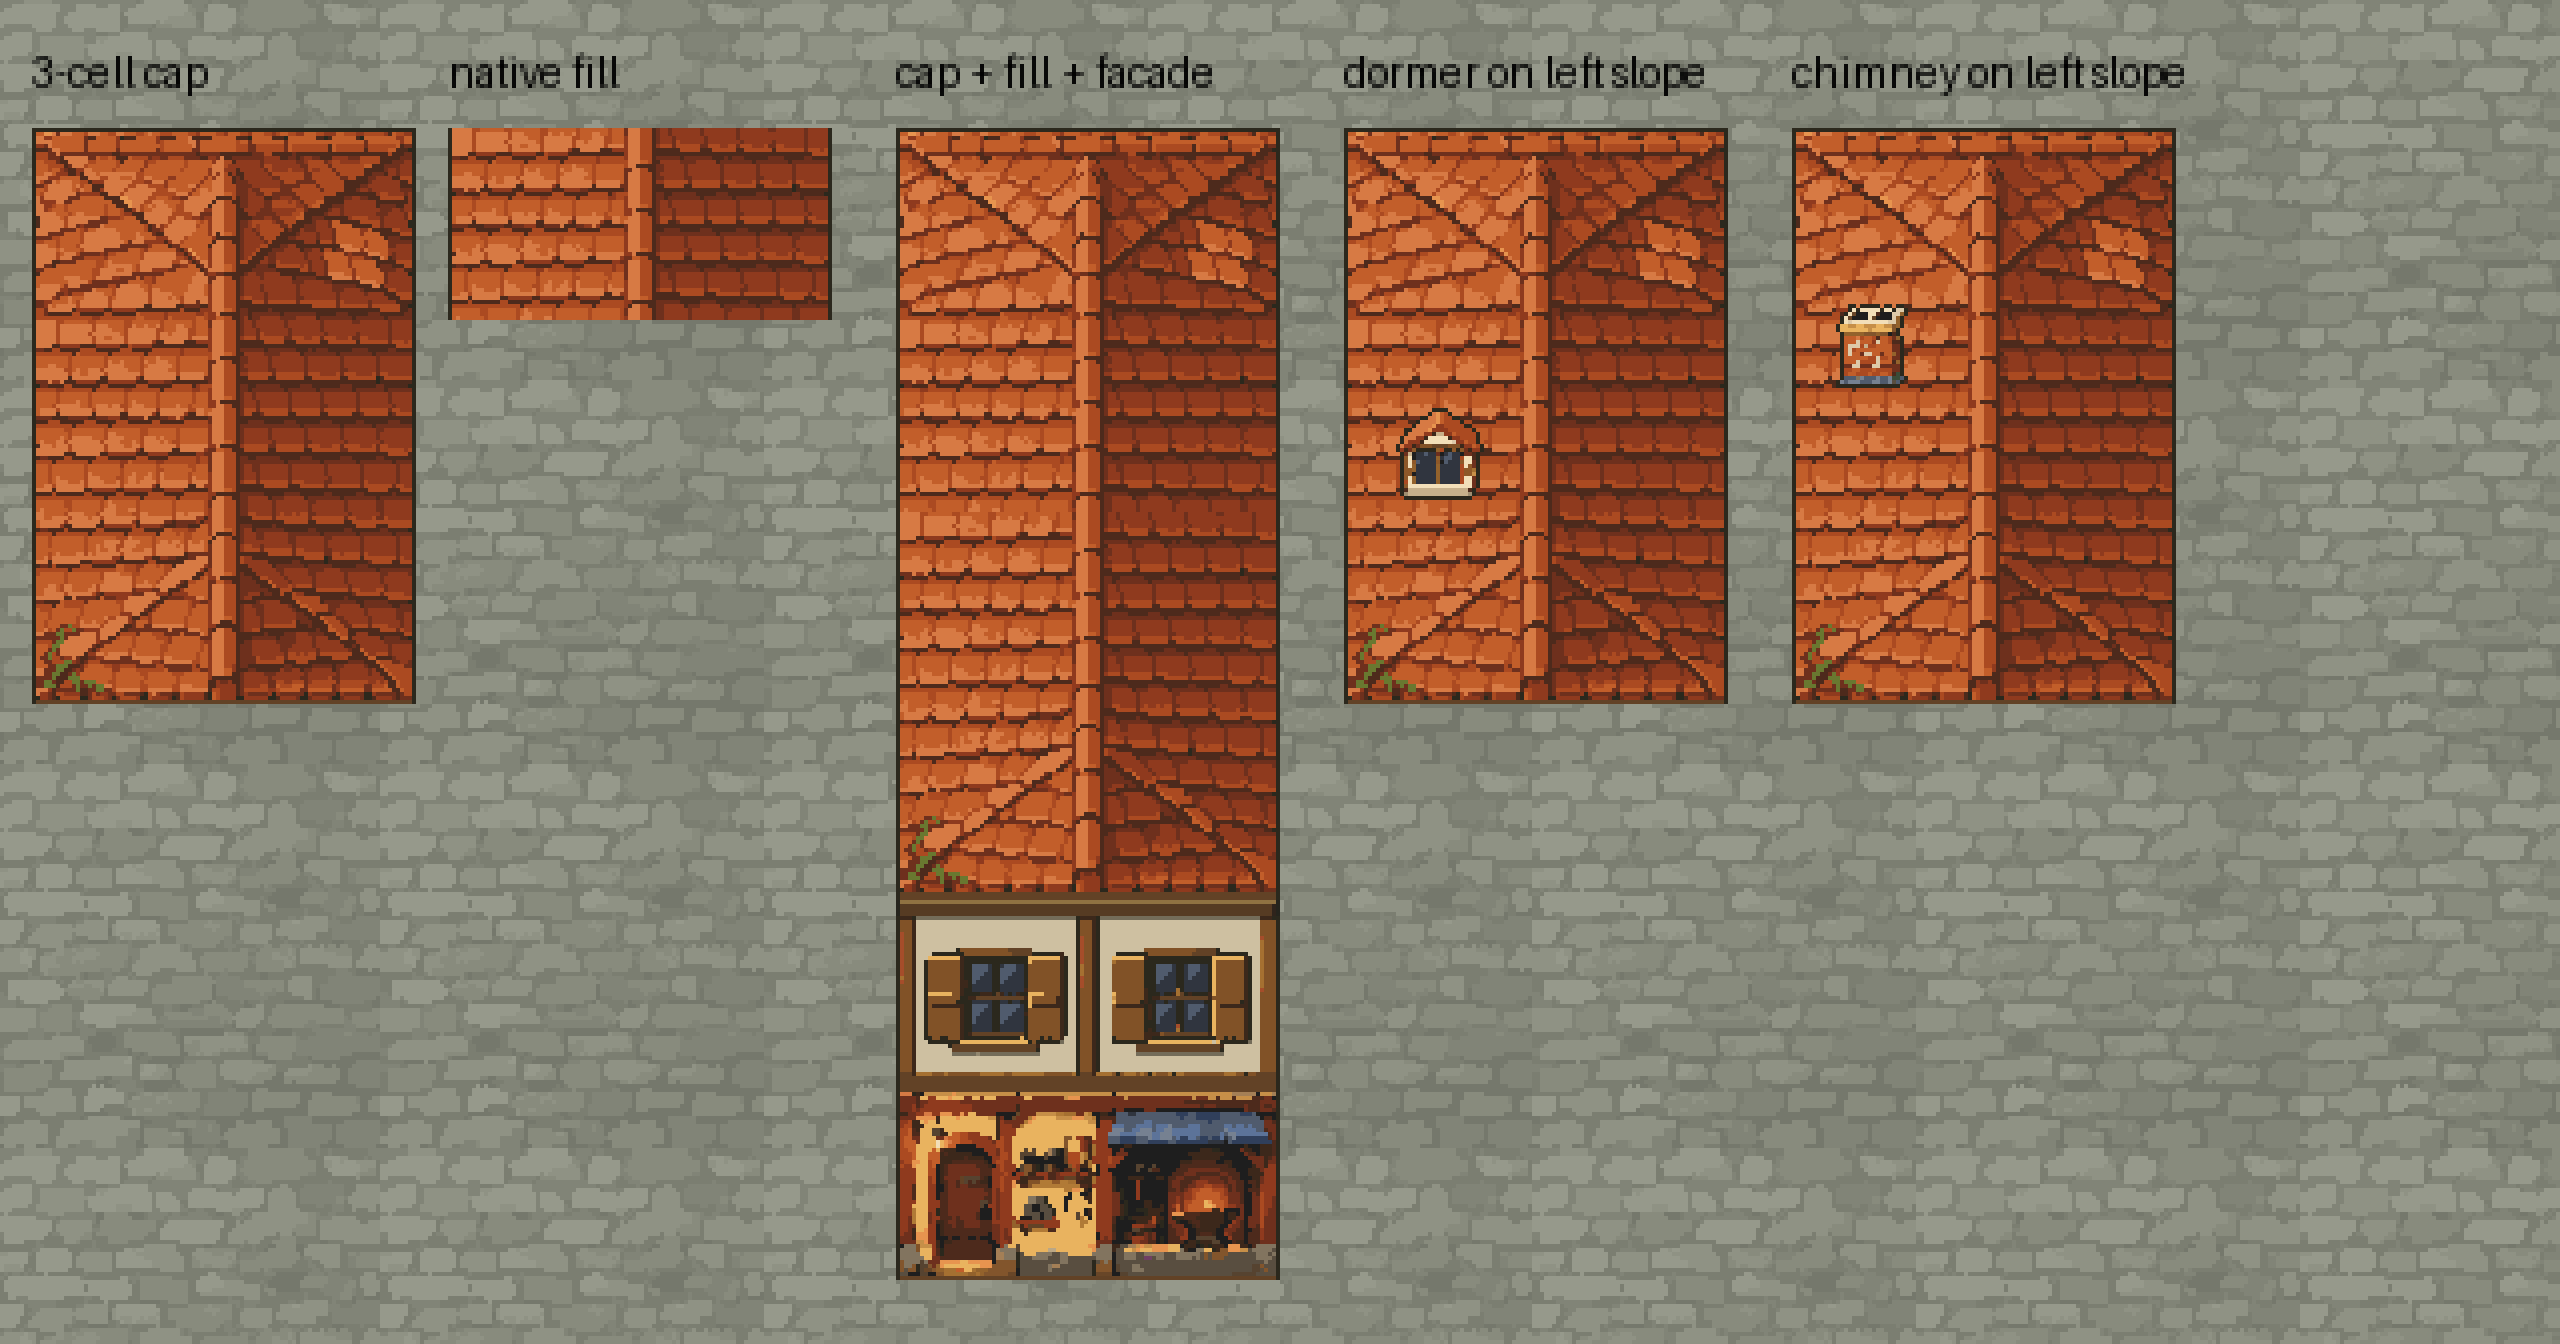 3-cell cap
native fill
cap + fill + facade
dormer on left slope
chimney on left slope